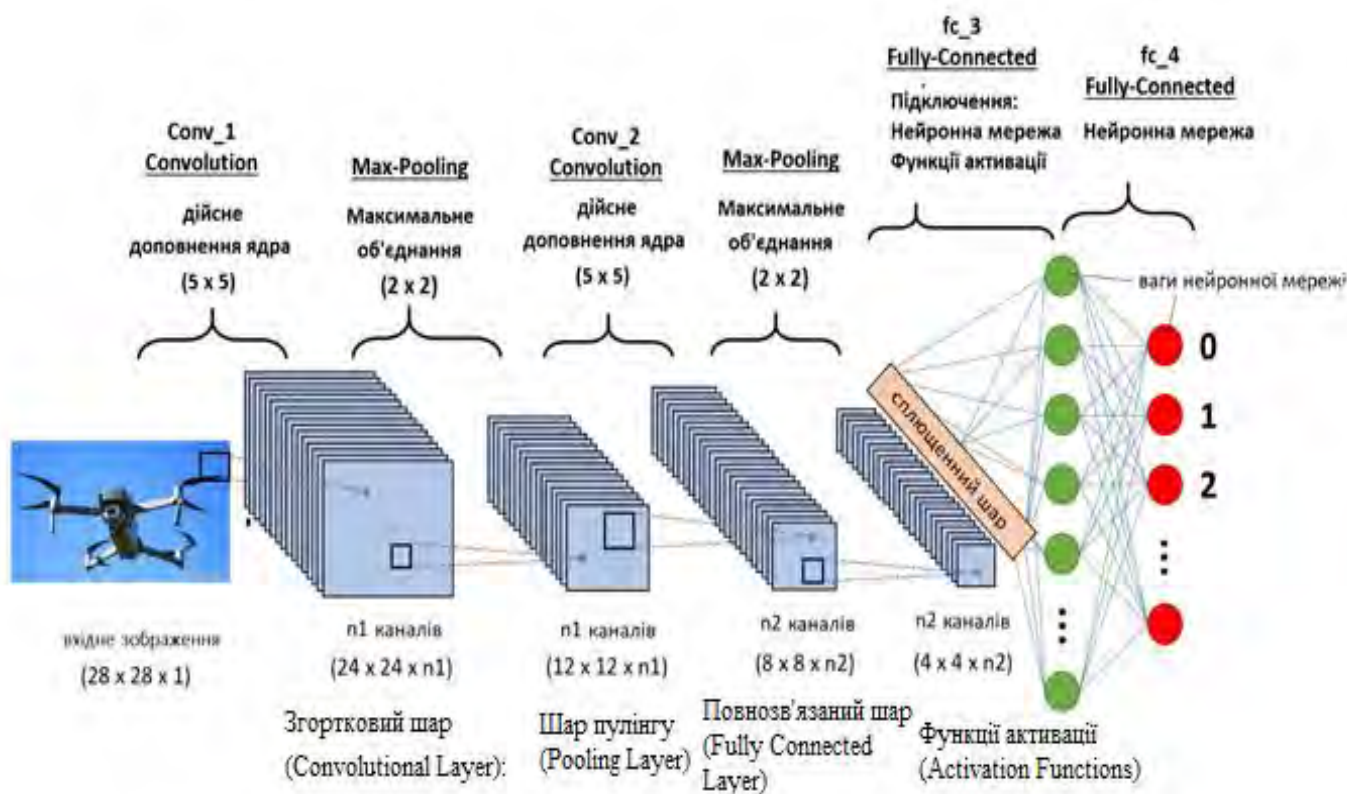 Conv_1
Convolution
дійсне
доповнення ядра
(5 x 5)
Max-Pooling
Максимальне
об'єднання
(2 x 2)
Conv_2
Convolution
дійсне
доповнення ядра
(5 x 5)
Max-Pooling
Максимальне
об'єднання
(2 x 2)
fc_3
Fully-Connected
Підключення:
Нейронна мережа
Функції активації
fc_4
Fully-Connected
Нейронна мережа
ваги нейронної мережі
0
1
2
сплющенний шар
вхідне зображення
(28 x 28 x 1)
n1 каналів
(24 x 24 x n1)
n1 каналів
(12 x 12 x n1)
n2 каналів
(8 x 8 x n2)
n2 каналів
(4 x 4 x n2)
Згортковий шар
(Convolutional Layer):
Шар пулінгу
(Pooling Layer)
Повнозв'язаний шар
(Fully Connected
Layer)
Функції активації
(Activation Functions)